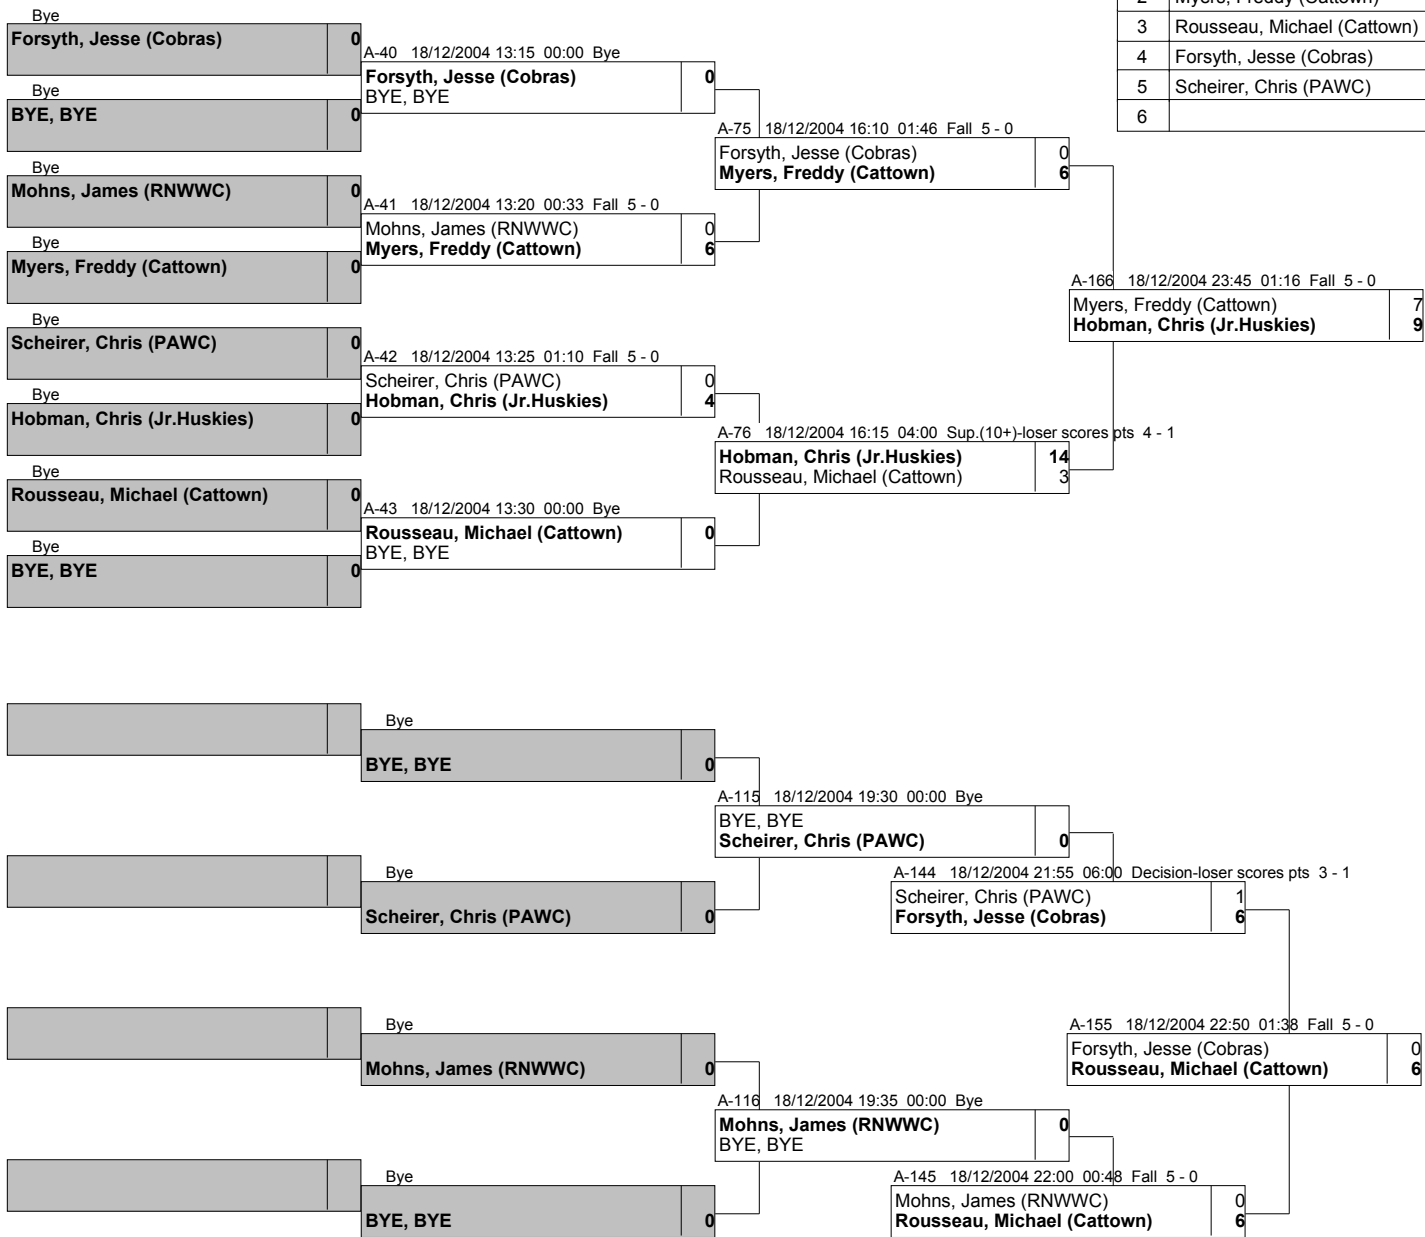 2 Myers, Freddy (Cattown)
3 Rousseau, Michael (Cattown)
4 Forsyth, Jesse (Cobras)
5 Scheirer, Chris (PAWC)
6
Bye
Forsyth, Jesse (Cobras) 0
Bye
BYE, BYE 0
Bye
Mohns, James (RNWWC) 0
Bye
Myers, Freddy (Cattown) 0
Bye
Scheirer, Chris (PAWC) 0
Bye
Hobman, Chris (Jr.Huskies) 0
Bye
Rousseau, Michael (Cattown) 0
Bye
BYE, BYE 0
A-40 18/12/2004 13:15 00:00 Bye
Forsyth, Jesse (Cobras) 0
BYE, BYE
A-41 18/12/2004 13:20 00:33 Fall 5 - 0
Mohns, James (RNWWC) 0
Myers, Freddy (Cattown) 6
A-42 18/12/2004 13:25 01:10 Fall 5 - 0
Scheirer, Chris (PAWC) 0
Hobman, Chris (Jr.Huskies) 4
A-43 18/12/2004 13:30 00:00 Bye
Rousseau, Michael (Cattown) 0
BYE, BYE
A-75 18/12/2004 16:10 01:46 Fall 5 - 0
Forsyth, Jesse (Cobras) 0
Myers, Freddy (Cattown) 6
A-76 18/12/2004 16:15 04:00 Sup.(10+)-loser scores pts 4 - 1
Hobman, Chris (Jr.Huskies) 14
Rousseau, Michael (Cattown) 3
A-166 18/12/2004 23:45 01:16 Fall 5 - 0
Myers, Freddy (Cattown) 7
Hobman, Chris (Jr.Huskies) 9
Bye
BYE, BYE 0
Bye
Scheirer, Chris (PAWC) 0
Bye
Mohns, James (RNWWC) 0
Bye
BYE, BYE 0
A-115 18/12/2004 19:30 00:00 Bye
BYE, BYE
Scheirer, Chris (PAWC) 0
A-116 18/12/2004 19:35 00:00 Bye
Mohns, James (RNWWC) 0
BYE, BYE
A-144 18/12/2004 21:55 06:00 Decision-loser scores pts 3 - 1
Scheirer, Chris (PAWC) 1
Forsyth, Jesse (Cobras) 6
A-145 18/12/2004 22:00 00:48 Fall 5 - 0
Mohns, James (RNWWC) 0
Rousseau, Michael (Cattown) 6
A-155 18/12/2004 22:50 01:38 Fall 5 - 0
Forsyth, Jesse (Cobras) 0
Rousseau, Michael (Cattown) 6